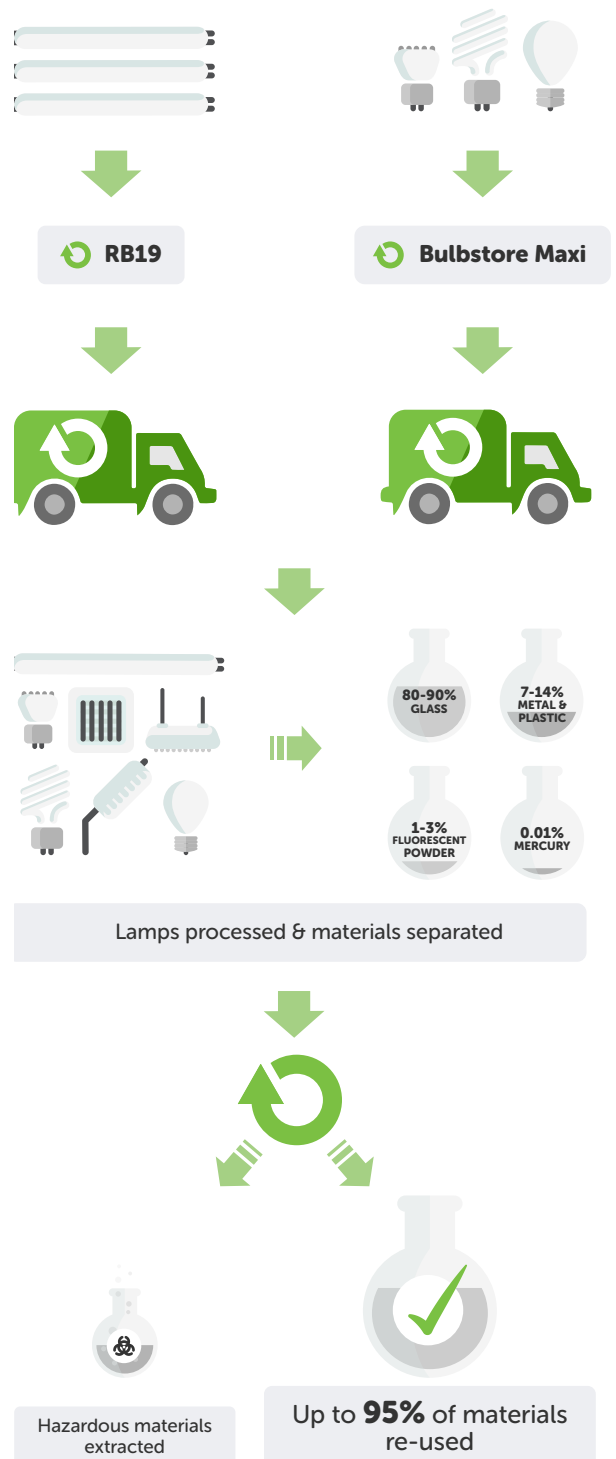 RB19
Bulbstore Maxi
80-90%
GLASS
7-14%
METAL &
PLASTIC
1-3%
FLUORESCENT
POWDER
0.01%
MERCURY
Lamps processed & materials separated
Hazardous materials
extracted
Up to 95% of materials
re-used